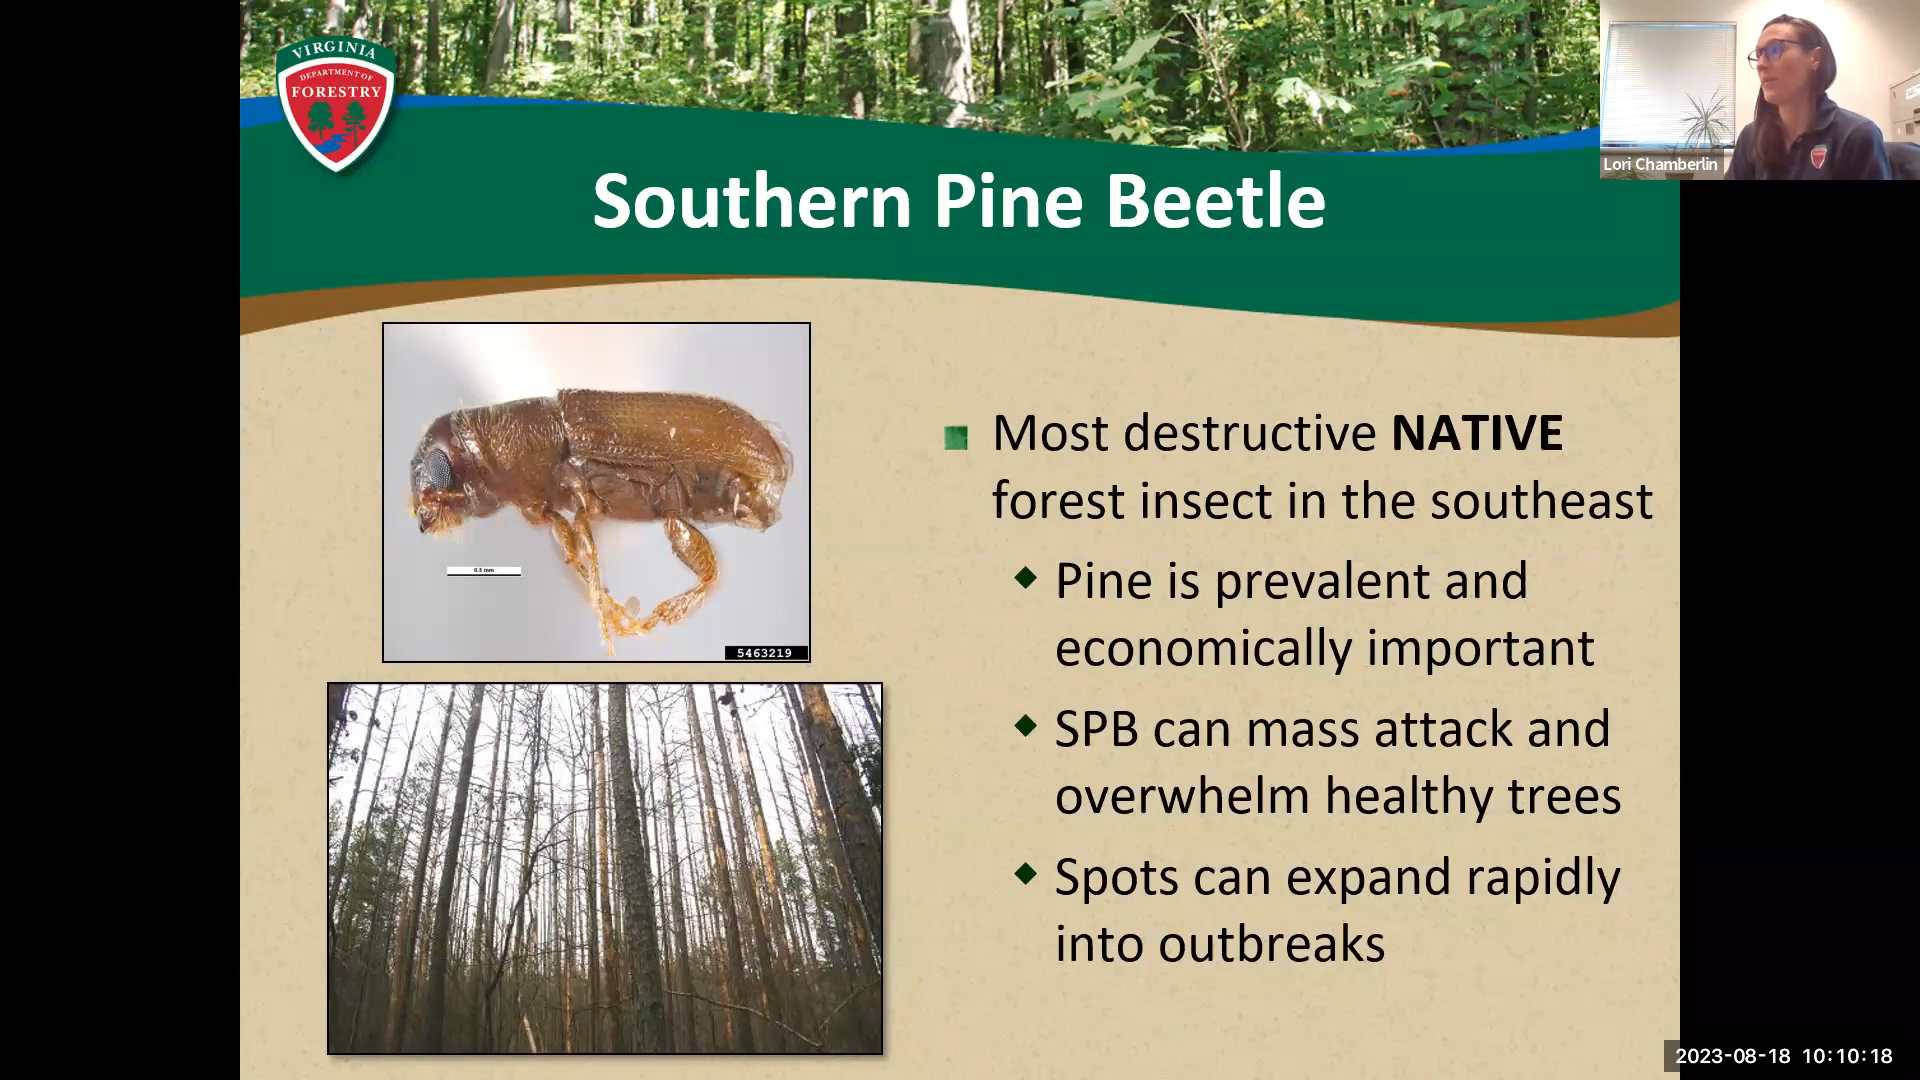 VIRGINIA
DEPARTMENT OF
FORESTRY
Lori Chamberlin
Southern Pine Beetle
Most destructive NATIVE
forest insect in the southeast
Pine is prevalent and
economically important
SPB can mass attack and
overwhelm healthy trees
Spots can expand rapidly
into outbreaks
0.5 mm
5463219
2023-08-18 10:10:18